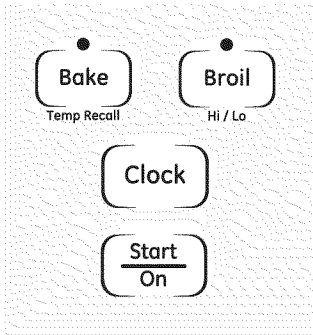 Bake Broil
Temp Recall Hi / Lo
Clock
Start
On